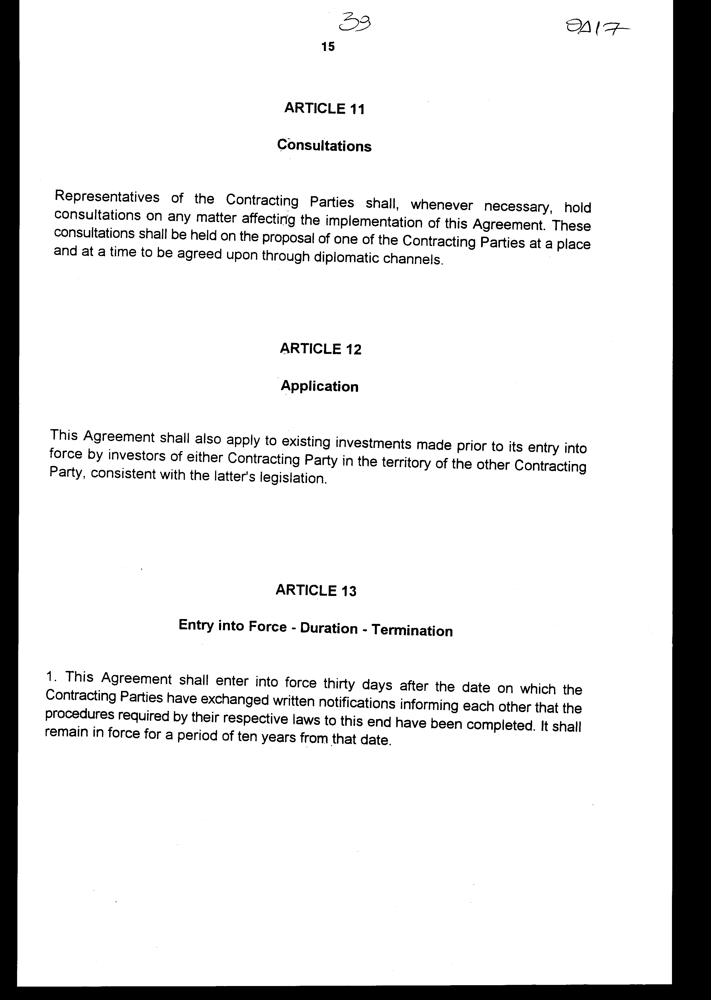 39
ΘΔ17
15
ARTICLE 11
Consultations
Representatives of the Contracting Parties shall, whenever necessary, hold
consultations on any matter affecting the implementation of this Agreement. These
consultations shall be held on the proposal of one of the Contracting Parties at a place
and at a time to be agreed upon through diplomatic channels.
ARTICLE 12
Application
This Agreement shall also apply to existing investments made prior to its entry into
force by investors of either Contracting Party in the territory of the other Contracting
Party, consistent with the latter's legislation.
ARTICLE 13
Entry into Force - Duration - Termination
1. This Agreement shall enter into force thirty days after the date on which the
Contracting Parties have exchanged written notifications informing each other that the
procedures required by their respective laws to this end have been completed. It shall
remain in force for a period of ten years from that date.